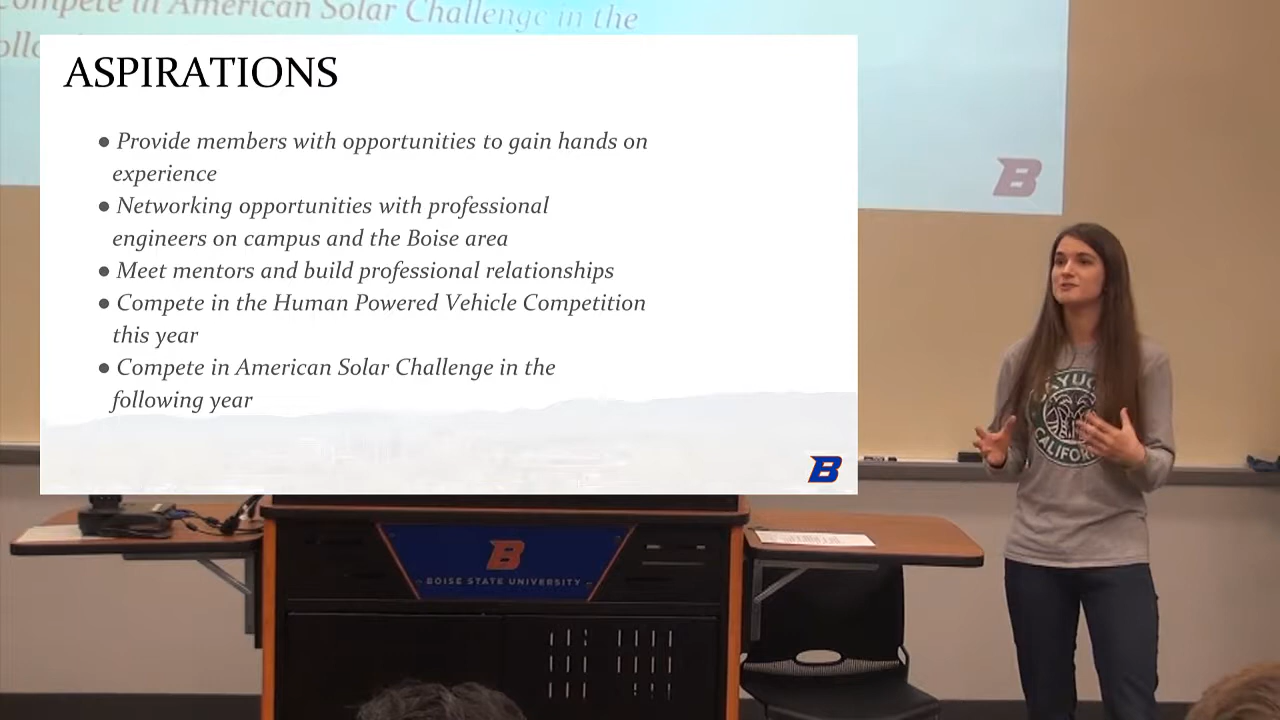 Compete in American Solar Challenge in the
ASPIRATIONS
● Provide members with opportunities to gain hands on
experience
● Networking opportunities with professional
engineers on campus and the Boise area
● Meet mentors and build professional relationships
● Compete in the Human Powered Vehicle Competition
this year
● Compete in American Solar Challenge in the
following year
B
B
CAYUCOS
CALIFORNIA
B
BOISE STATE UNIVERSITY